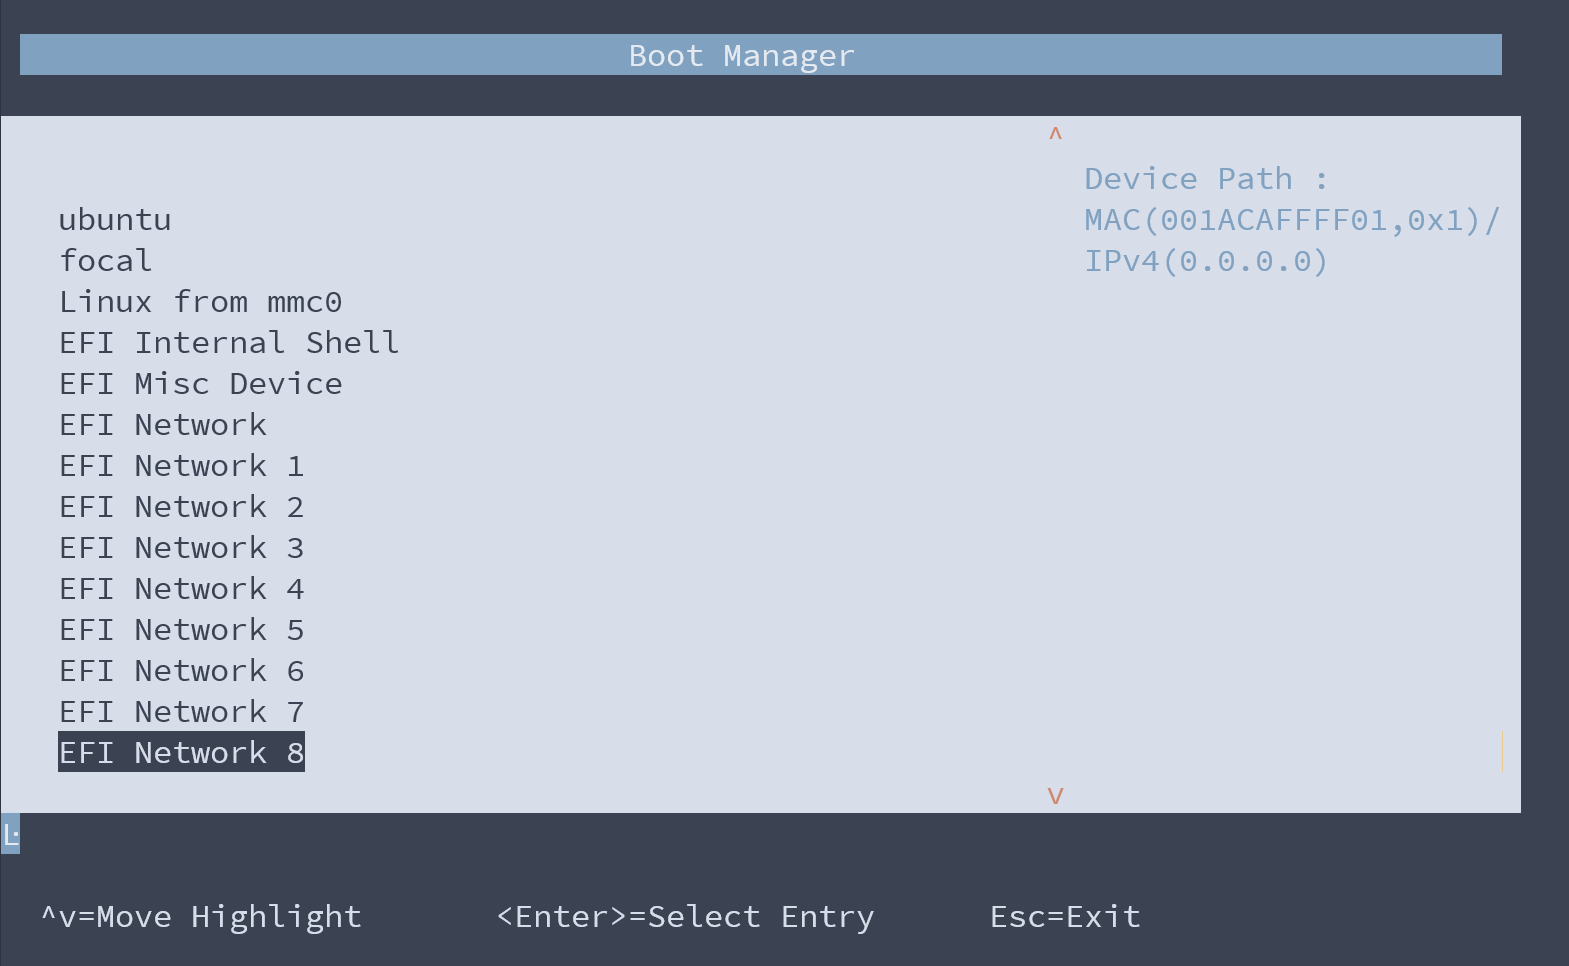 Boot Manager
^
Device Path :
ubuntu
MAC(001ACAFFFF01,0x1)/
focal
IPv4(0.0.0.0)
Linux from mmc0
EFI Internal Shell
EFI Misc Device
EFI Network
EFI Network 1
EFI Network 2
EFI Network 3
EFI Network 4
EFI Network 5
EFI Network 6
EFI Network 7
EFI Network 8
v
Ŀ
^v=Move Highlight <Enter>=Select Entry Esc=Exit